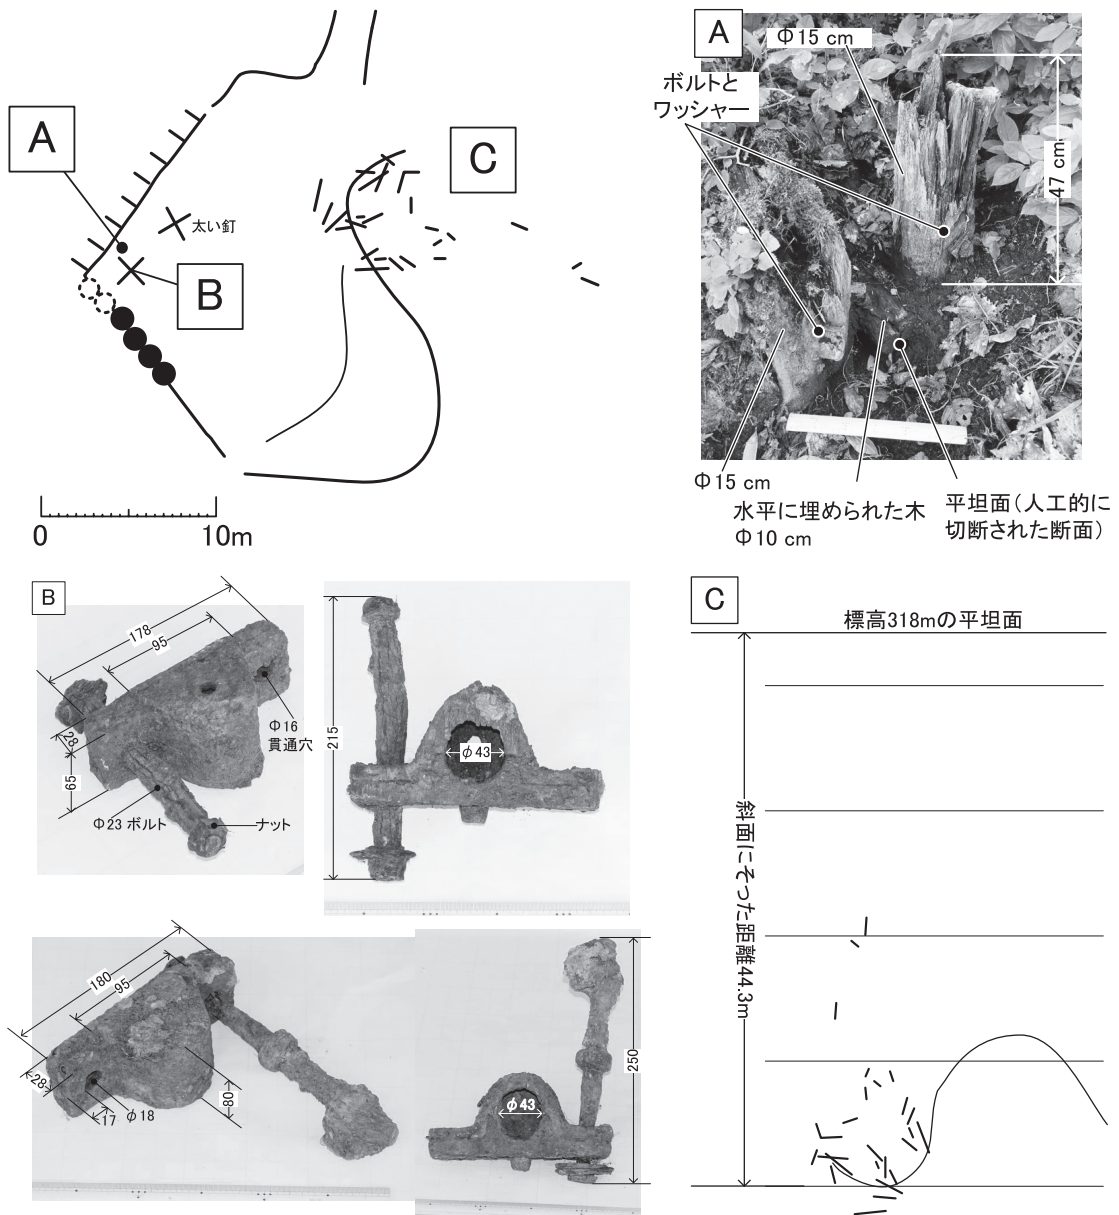 A
太い釘
B
C
0
10m
A
Φ15 cm
ボルトと
ワッシャー
47 cm
Φ15 cm
水平に埋められた木
Φ10 cm
平坦面(人工的に
切断された断面)
B
178
95
28
65
Φ16
貫通穴
Φ23 ボルト
ナット
215
φ43
180
95
28
17
φ18
80
φ43
250
C
標高318mの平坦面
斜面にそった距離44.3m